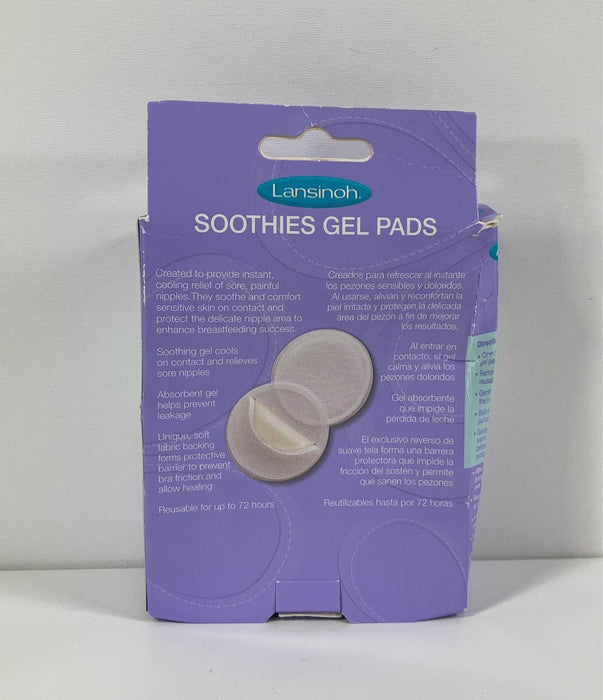 Lansinoh®
SOOTHIES GEL PADS
Created to provide instant,
cooling relief of sore, painful
nipples.They soothe and comfort
sensitive skin on contact and
protect the delicate nipple area to
enhance breastfeeding success.
Soothing gel cools
on contact and relieves
sore nipples
Absorbent gel
helps prevent
leakage
Unique, soft
fabric backing
forms protective
barrier to prevent
bra friction and
allow healing
Reusable for up to 72 hours
Creados para refrescar al instante
los pezones sensibles y doloridos.
Al usarse, alivian y reconfortan la
piel irritada y protegen la delicada
área del pezón a fin de mejorar
los resultados.
Al entrar en
contacto, el gel
calma y alivia los
pezones doloridos
Gel absorbente
que impide la
pérdida de leche
El exclusivo reverso de
suave tela forma una barrera
protectora que impide la
fricción del sostén y permite
que sanen los pezones
Reutilizables hasta por 72 horas